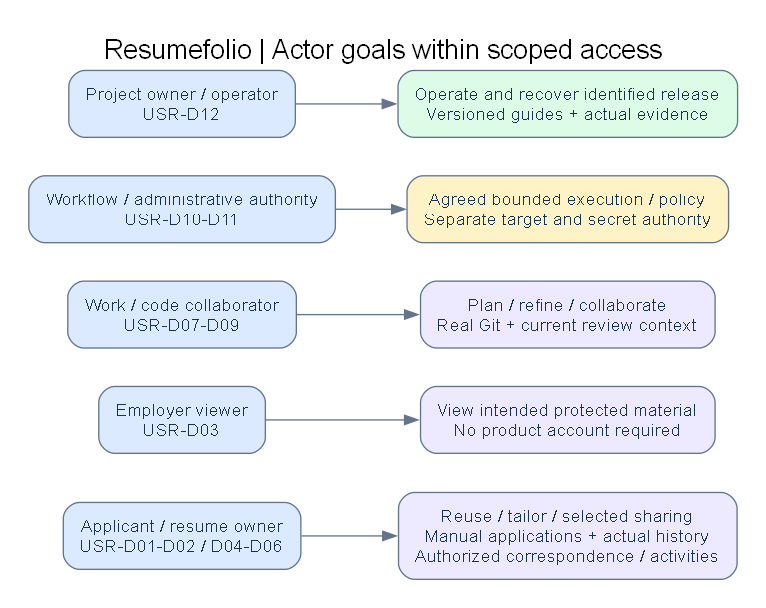 Resumefolio | Actor goals within scoped access
Project owner / operator
USR-D12
Operate and recover identified release
Versioned guides + actual evidence
Workflow / administrative authority
USR-D10-D11
Agreed bounded execution / policy
Separate target and secret authority
Work / code collaborator
USR-D07-D09
Plan / refine / collaborate
Real Git + current review context
Employer viewer
USR-D03
View intended protected material
No product account required
Applicant / resume owner
USR-D01-D02 / D04-D06
Reuse / tailor / selected sharing
Manual applications + actual history
Authorized correspondence / activities